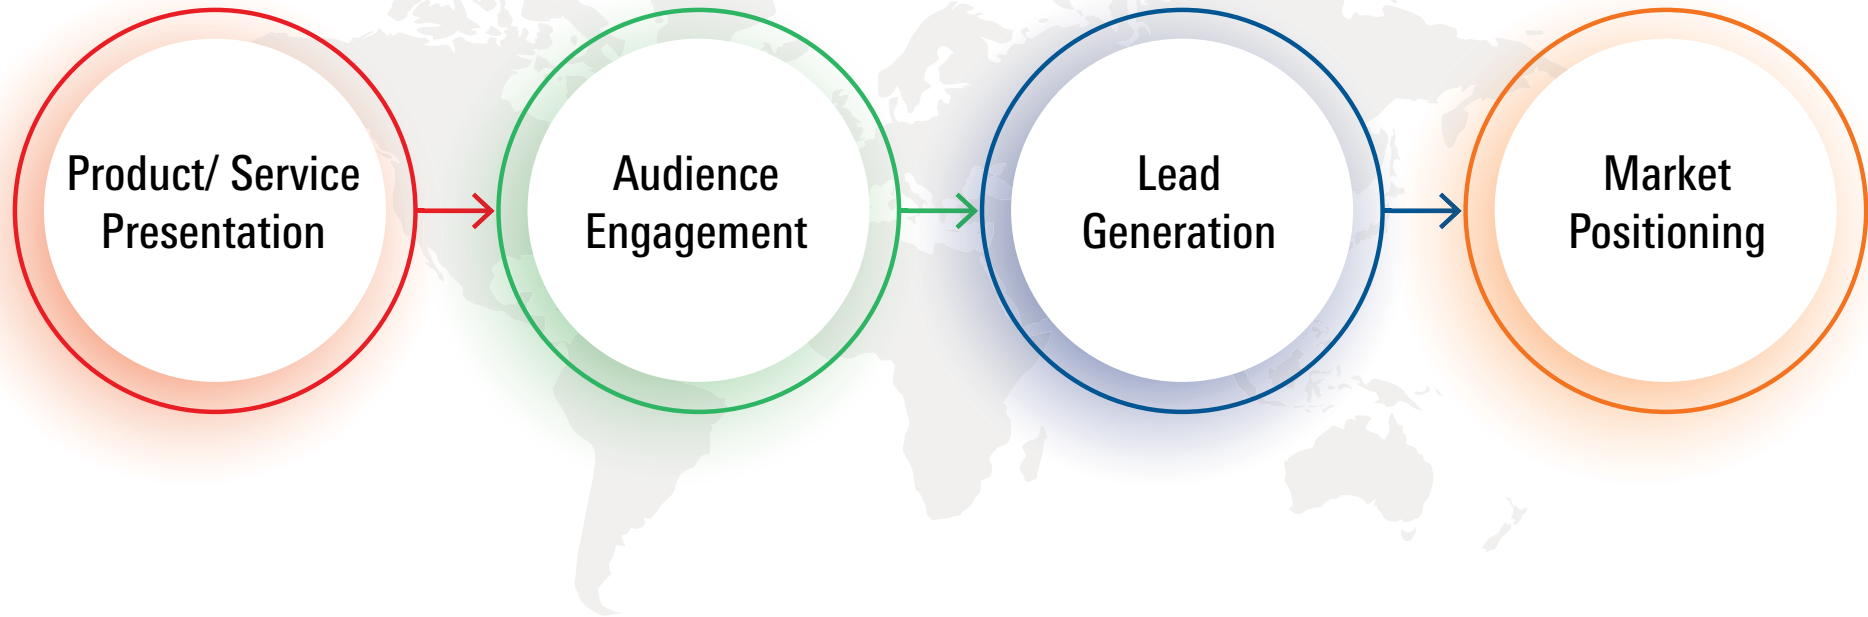 Product/ Service
Presentation
Audience
Engagement
Lead
Generation
Market
Positioning